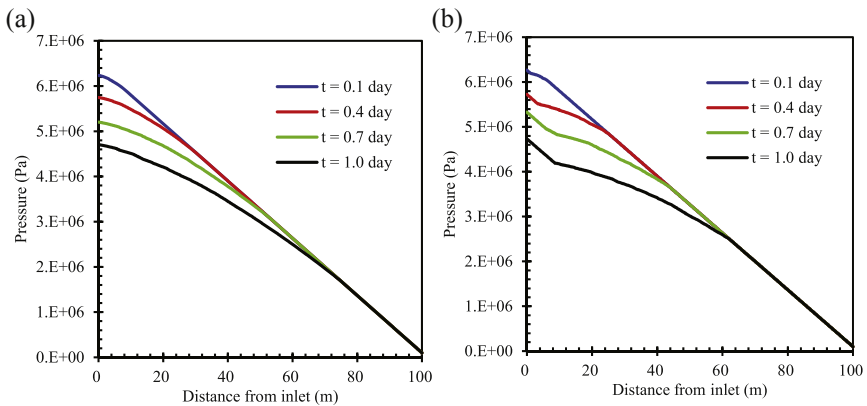 (a)
7.E+06
6.E+06
5.E+06
4.E+06
3.E+06
2.E+06
1.E+06
0.E+00
Pressure (Pa)
t = 0.1 day
t = 0.4 day
t = 0.7 day
t = 1.0 day
0 20 40 60 80 100
Distance from inlet (m)
(b)
7.E+06
6.E+06
5.E+06
4.E+06
3.E+06
2.E+06
1.E+06
0.E+00
Pressure (Pa)
t = 0.1 day
t = 0.4 day
t = 0.7 day
t = 1.0 day
0 20 40 60 80 100
Distance from inlet (m)